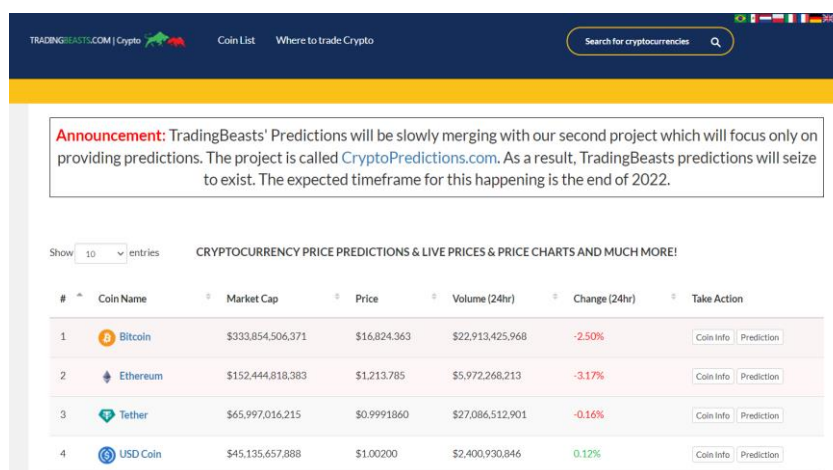 TRADINGBEASTS.COM | Crypto Coin List Where to trade Crypto Search for cryptocurrencies
Announcement: TradingBeasts' Predictions will be slowly merging with our second project which will focus only on
providing predictions. The project is called CryptoPredictions.com. As a result, TradingBeasts predictions will seize
to exist. The expected timeframe for this happening is the end of 2022.
Show 10 entries CRYPTOCURRENCY PRICE PREDICTIONS & LIVE PRICES & PRICE CHARTS AND MUCH MORE!
# Coin Name Market Cap Price Volume (24hr) Change (24hr) Take Action
1 Bitcoin $333,854,506,371 $16,824.363 $22,913,425,968 -2.50% Coin Info Prediction
2 Ethereum $152,444,818,383 $1,213.785 $5,972,268,213 -3.17% Coin Info Prediction
3 Tether $65,997,016,215 $0.9991860 $27,086,512,901 -0.16% Coin Info Prediction
4 USD Coin $45,135,657,888 $1.00200 $2,400,930,846 0.12% Coin Info Prediction